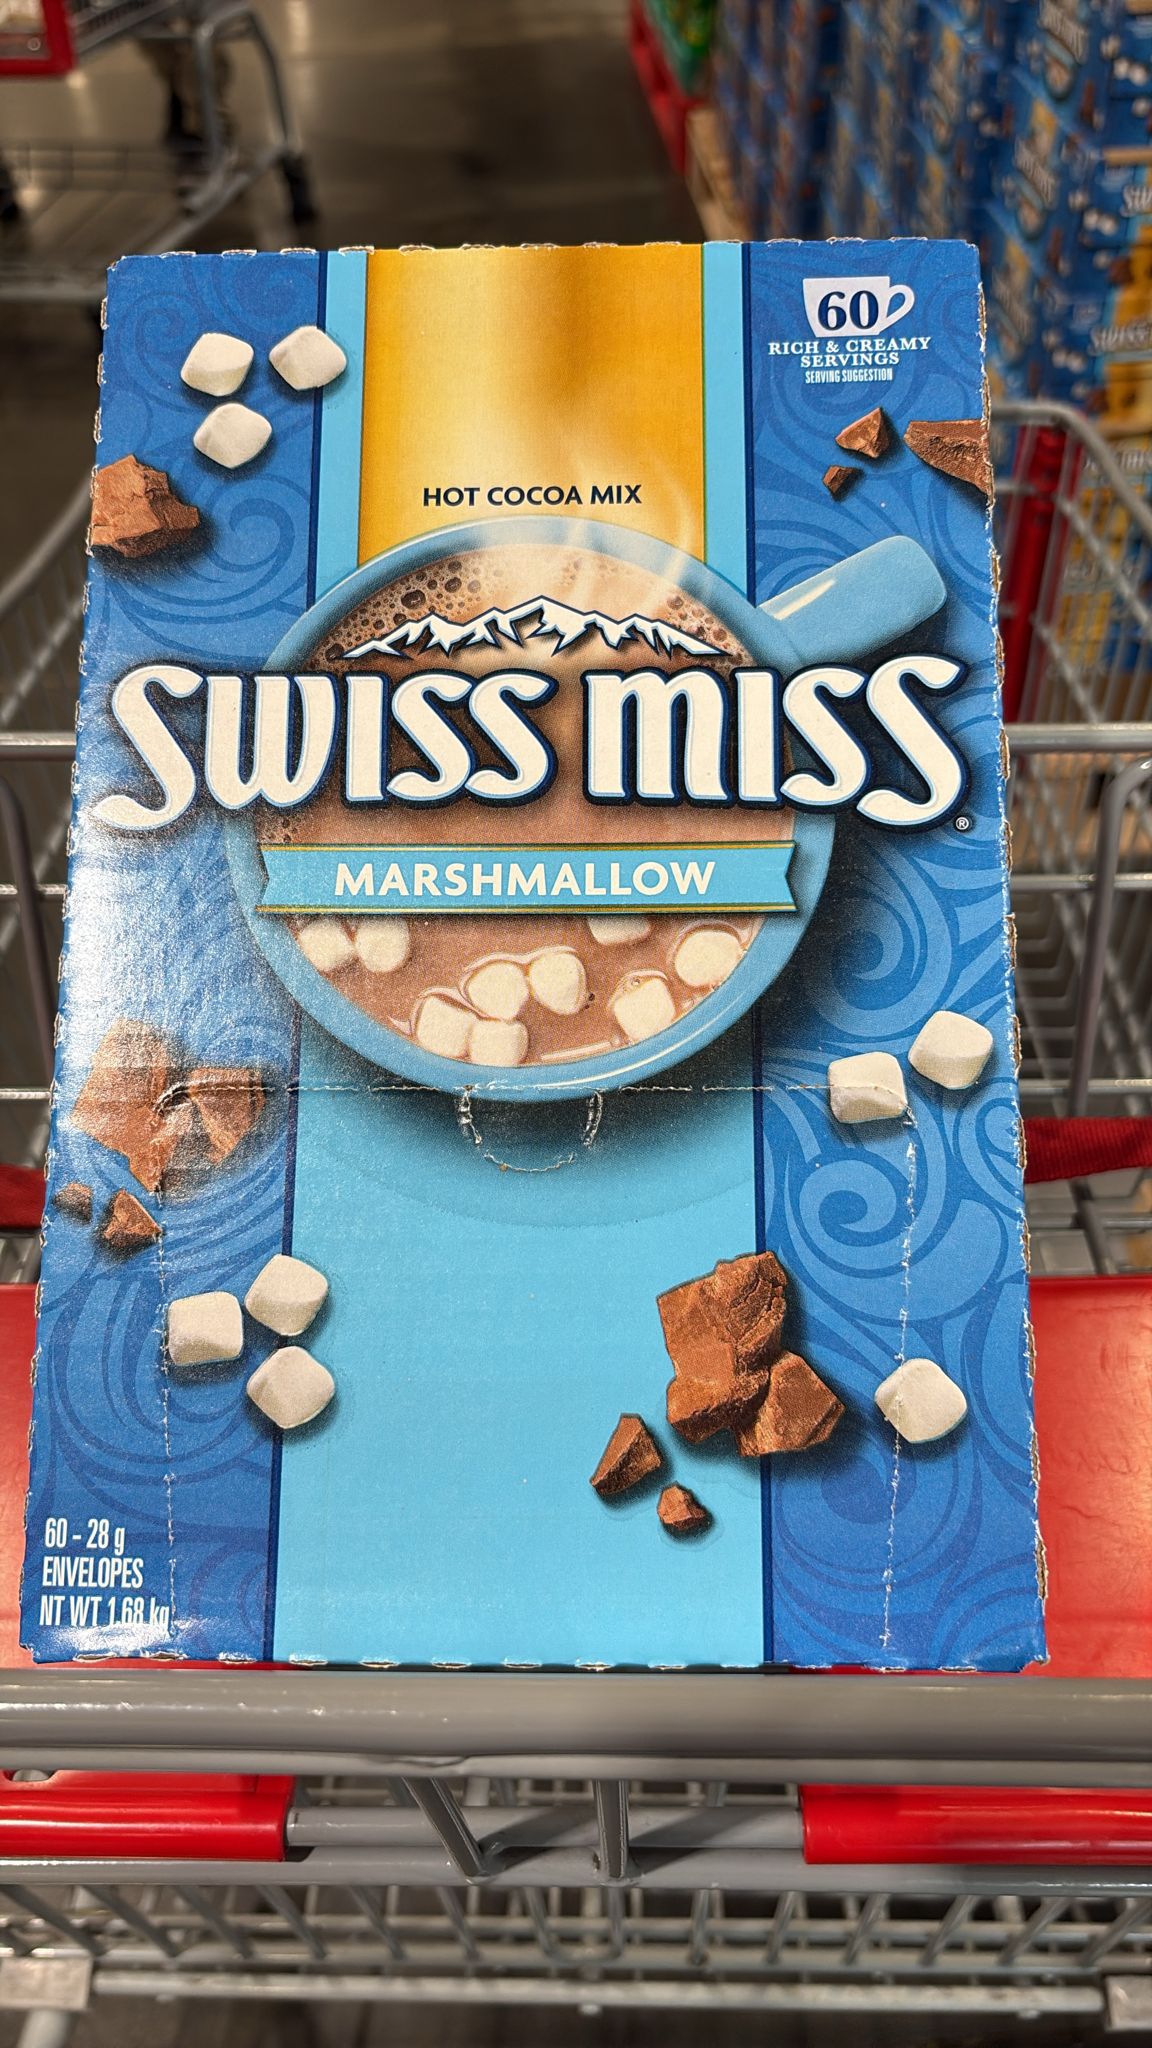 60
RICH & CREAMY
SERVINGS
SERVING SUGGESTION
HOT COCOA MIX
SWISS MISS®
MARSHMALLOW
60 - 28 g
ENVELOPES
NT WT 1.68 kg